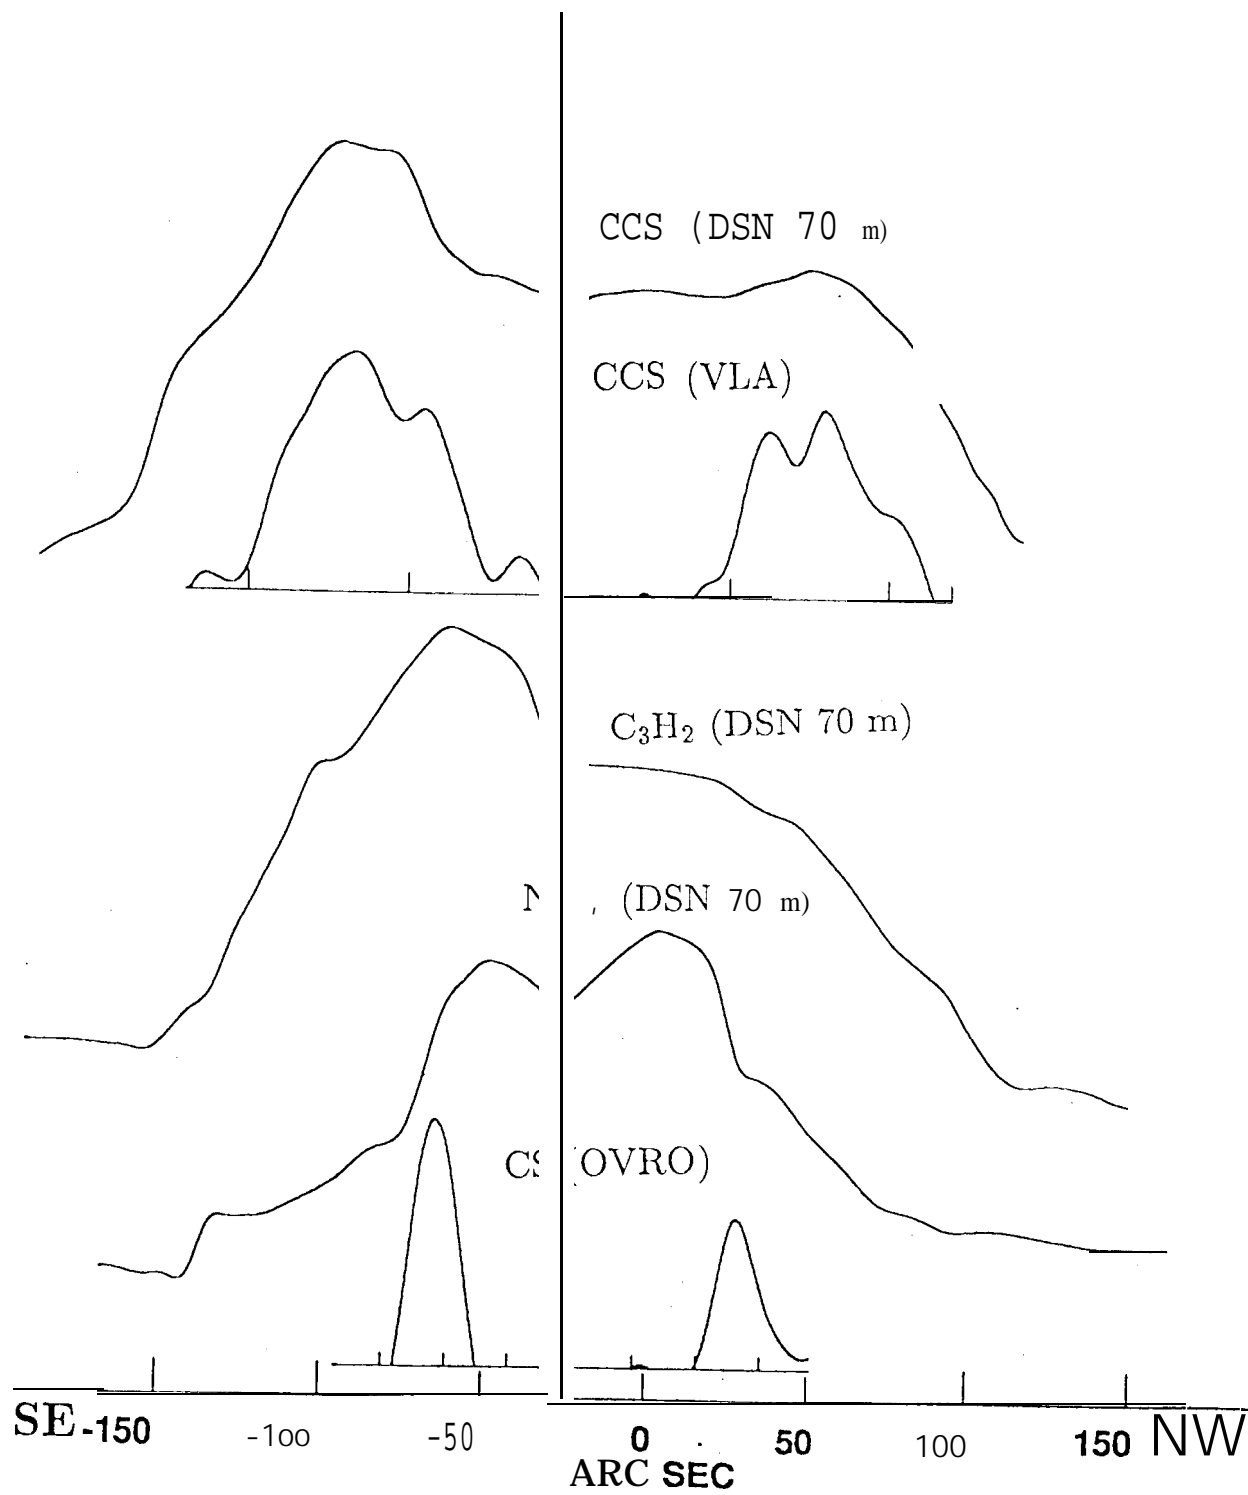 CCS (DSN 70 m)
CCS (VLA)
C₃H₂ (DSN 70 m)
(DSN 70 m)
(OVRO)
SE -150 -100 -50 0 50 100 150 NW
ARC SEC